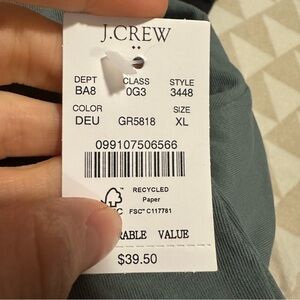 J.CREW
DEPT CLASS STYLE
BA8 0G3 3448
COLOR SIZE
DEU GR5818 XL
099107506566
RECYCLED
Paper
FSC® C117781
VALUE
$39.50